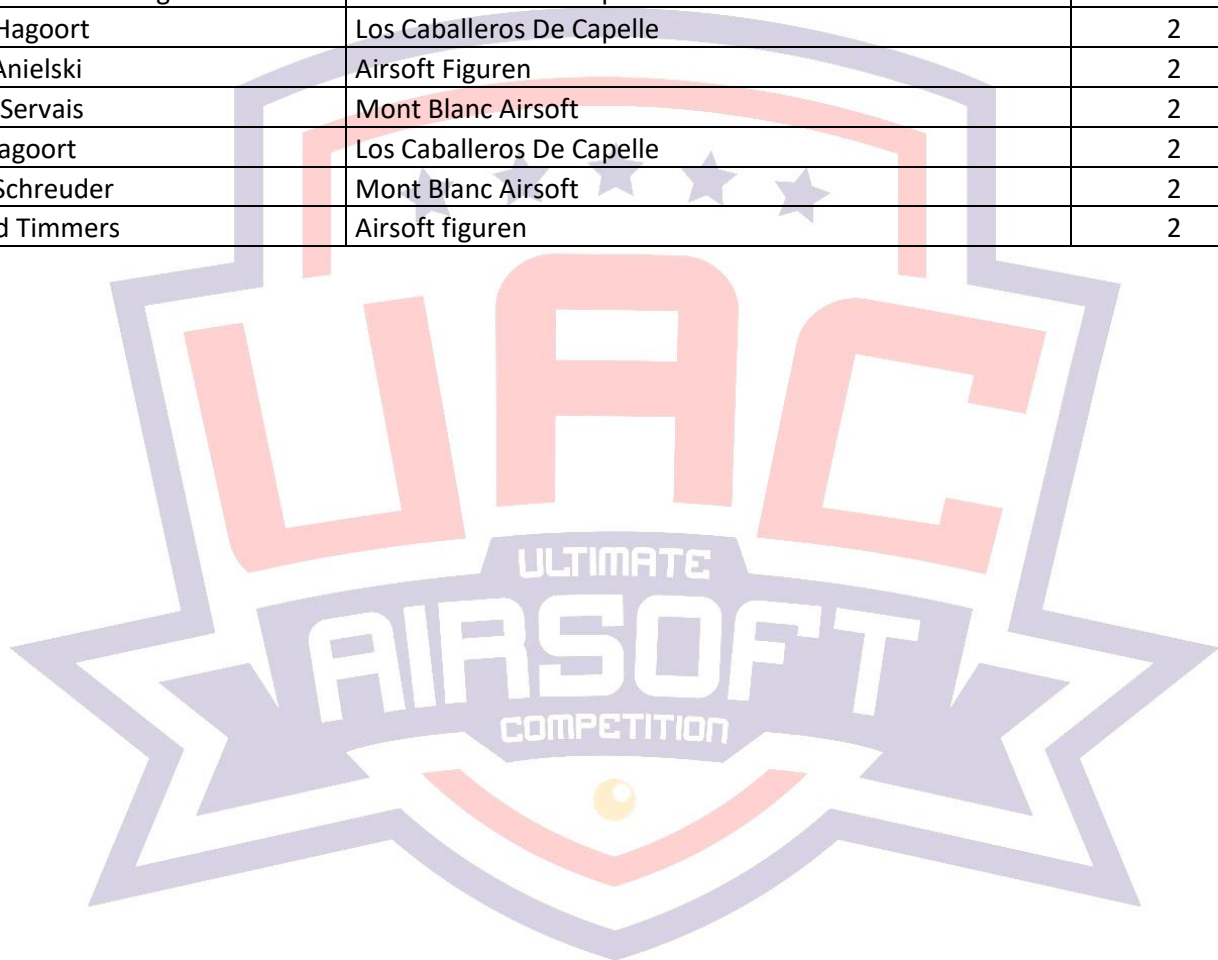 Hagoort Los Caballeros De Capelle 2
Anielski Airsoft Figuren 2
Servais Mont Blanc Airsoft 2
agoort Los Caballeros De Capelle 2
Schreuder Mont Blanc Airsoft 2
d Timmers Airsoft figuren 2
UAC
ULTIMATE
AIRSOFT
COMPETITION